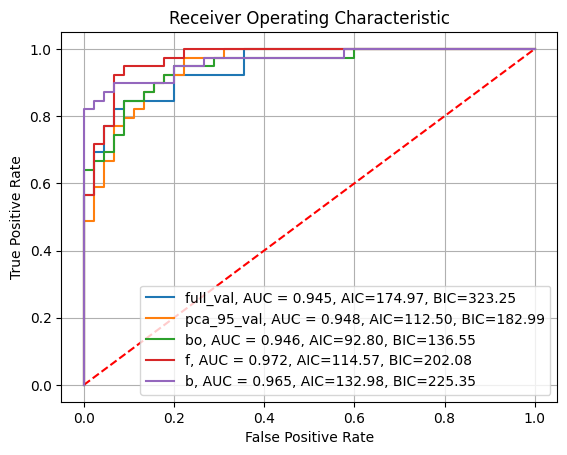 Receiver Operating Characteristic
True Positive Rate
1.0
0.8
0.6
0.4
0.2
0.0
full_val, AUC = 0.945, AIC=174.97, BIC=323.25
pca_95_val, AUC = 0.948, AIC=112.50, BIC=182.99
bo, AUC = 0.946, AIC=92.80, BIC=136.55
f, AUC = 0.972, AIC=114.57, BIC=202.08
b, AUC = 0.965, AIC=132.98, BIC=225.35
0.0 0.2 0.4 0.6 0.8 1.0
False Positive Rate